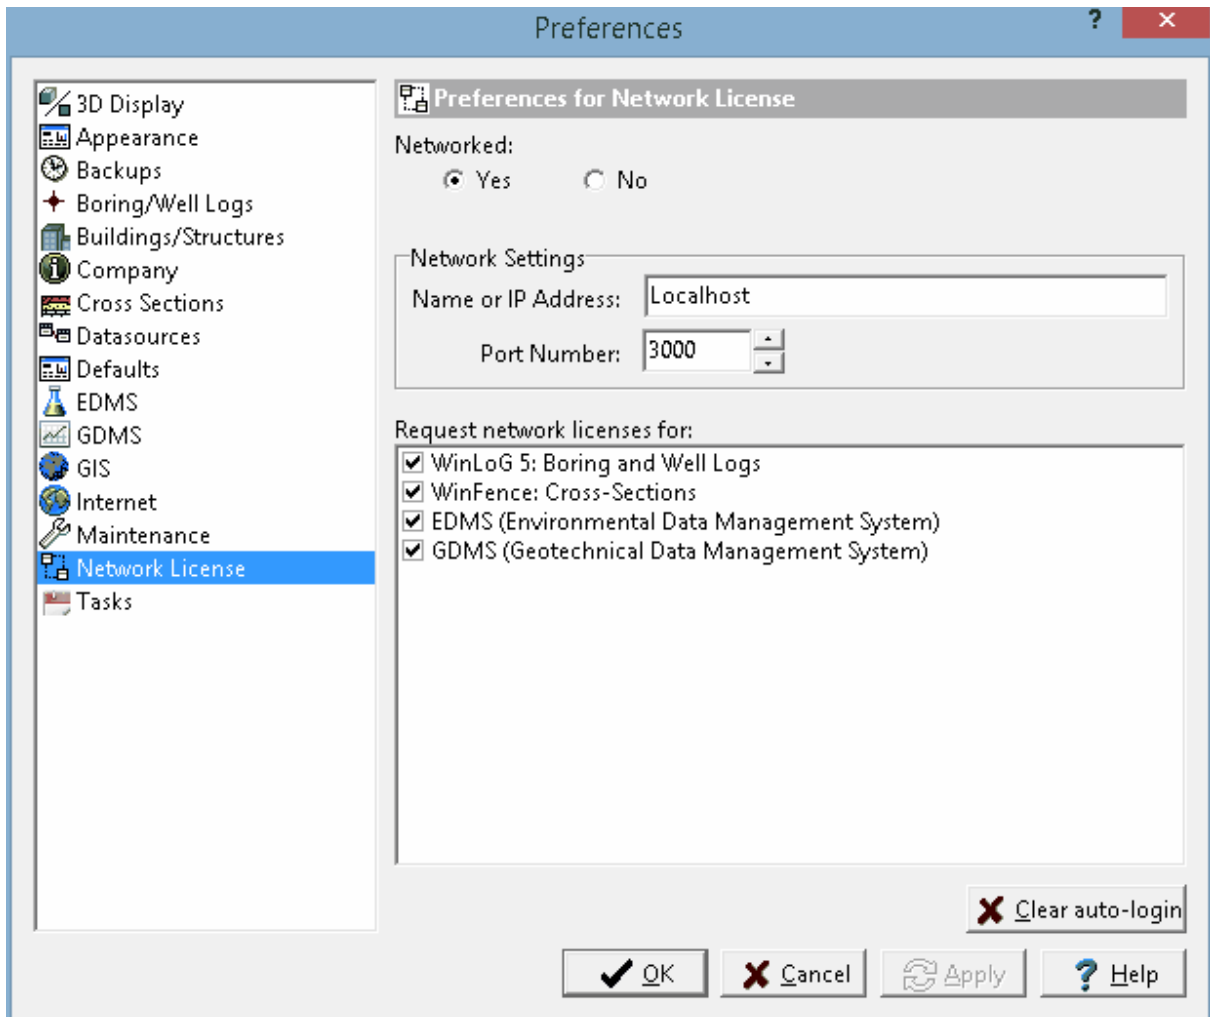 Preferences
?
3D Display
Appearance
Backups
Boring/Well Logs
Buildings/Structures
Company
Cross Sections
Datasources
Defaults
EDMS
GDMS
GIS
Internet
Maintenance
Network License
Tasks
Preferences for Network License
Networked:
Yes No
Network Settings
Name or IP Address: Localhost
Port Number: 3000
Request network licenses for:
WinLoG 5: Boring and Well Logs
WinFence: Cross-Sections
EDMS (Environmental Data Management System)
GDMS (Geotechnical Data Management System)
Clear auto-login
OK Cancel Apply ? Help